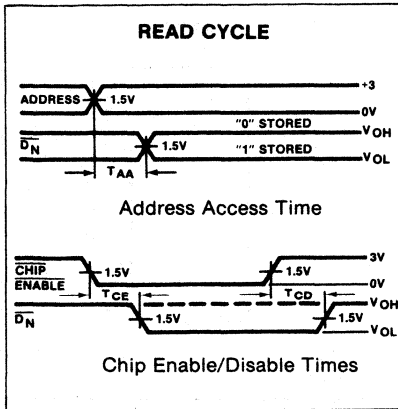 READ CYCLE
+3
ADDRESS
1.5V
0V
"0" STORED
VOH
DN
1.5V
"1" STORED
VOL
TAA
Address Access Time
3V
CHIP
ENABLE
1.5V
1.5V
0V
TCE
TCD
VOH
DN
1.5V
1.5V
VOL
Chip Enable/Disable Times